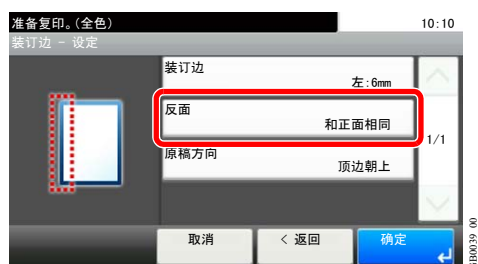 准备复印。(全色)
10:10
装订边 - 设定
装订边
左:6mm
反面
和正面相同
1/1
原稿方向
顶边朝上
取消
< 返回
确定
GB0039_00